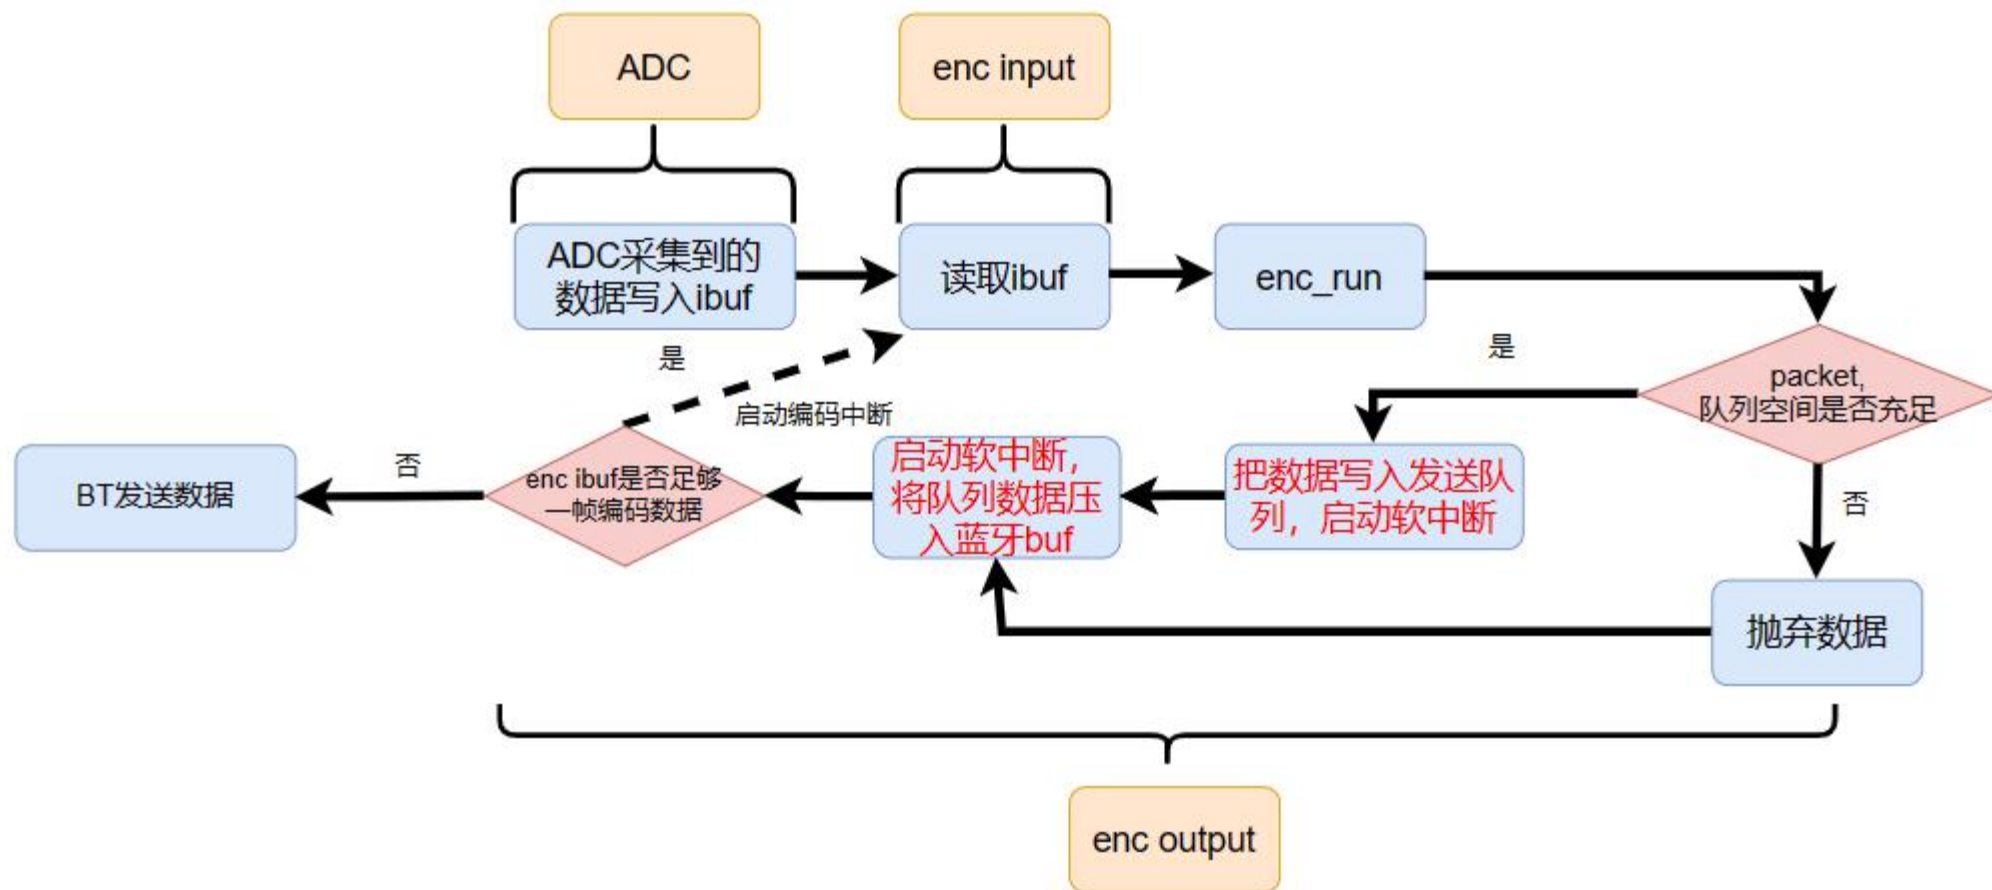 ADC
enc input
ADC采集到的
数据写入ibuf
读取ibuf
enc_run
是
是
packet,
队列空间是否充足
启动编码中断
BT发送数据
否
enc ibuf是否足够
一帧编码数据
启动软中断，
将队列数据压
入蓝牙buf
把数据写入发送队
列，启动软中断
否
抛弃数据
enc output